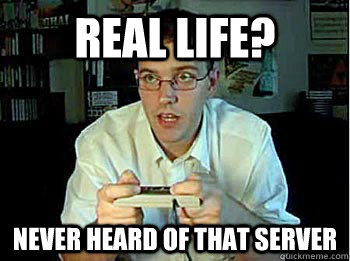 REAL LIFE?
NEVER HEARD OF THAT SERVER
quickmeme.com